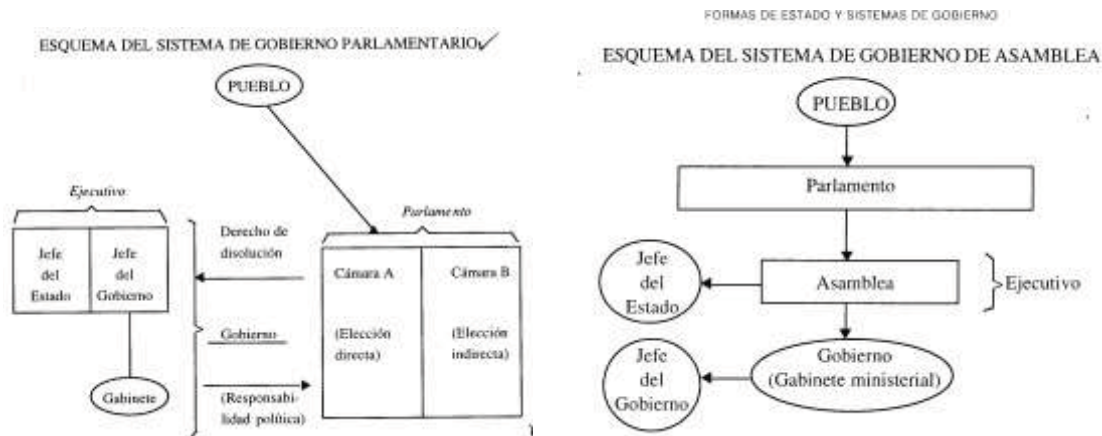 ESQUEMA DEL SISTEMA DE GOBIERNO PARLAMENTARIO
PUEBLO
Ejecutivo
Jefe
del
Estado
Jefe
del
Gobierno
Gabinete
Derecho de
disolución
Gobierno
(Responsabi-
lidad política)
Parlamento
Cámara A
(Elección
directa)
Cámara B
(Elección
indirecta)
FORMAS DE ESTADO Y SISTEMAS DE GOBIERNO
ESQUEMA DEL SISTEMA DE GOBIERNO DE ASAMBLEA
PUEBLO
Parlamento
Jefe
del
Estado
Asamblea
Ejecutivo
Jefe
del
Gobierno
Gobierno
(Gabinete ministerial)